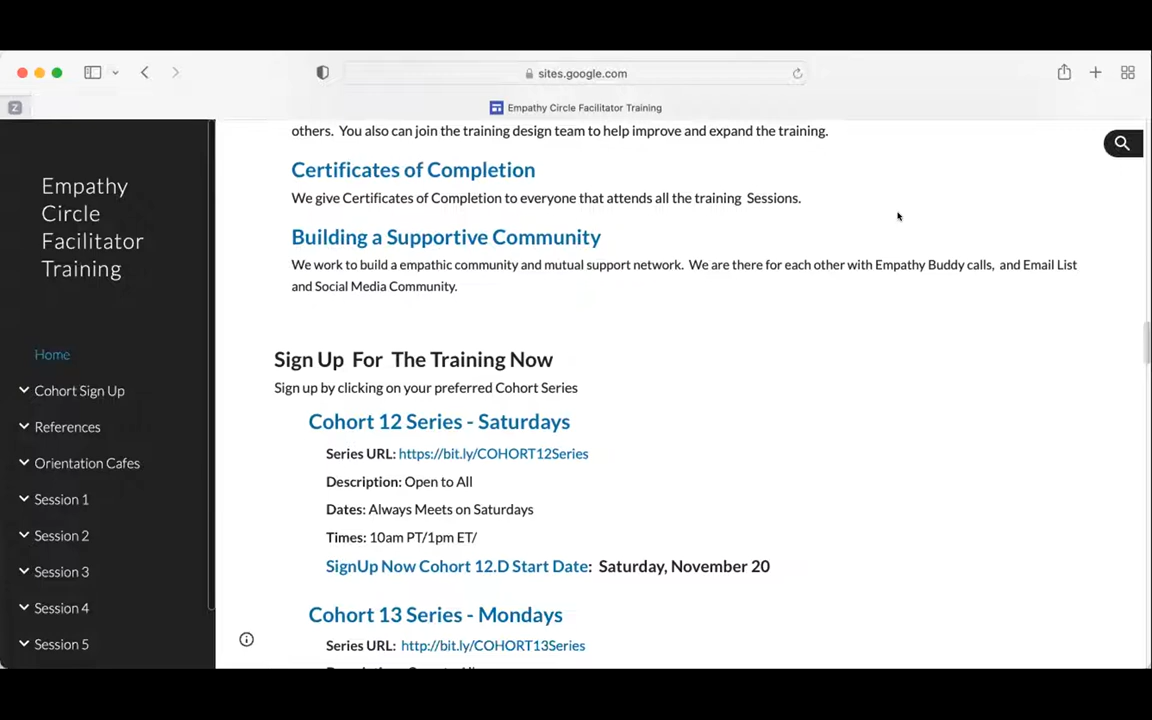 sites.google.com
Z
Empathy Circle Facilitator Training
Empathy
Circle
Facilitator
Training
Home
Cohort Sign Up
References
Orientation Cafes
Session 1
Session 2
Session 3
Session 4
Session 5
others. You also can join the training design team to help improve and expand the training.
Certificates of Completion
We give Certificates of Completion to everyone that attends all the training Sessions.
Building a Supportive Community
We work to build a empathic community and mutual support network. We are there for each other with Empathy Buddy calls, and Email List
and Social Media Community.
Sign Up For The Training Now
Sign up by clicking on your preferred Cohort Series
Cohort 12 Series - Saturdays
Series URL: https://bit.ly/COHORT12Series
Description: Open to All
Dates: Always Meets on Saturdays
Times: 10am PT/1pm ET/
SignUp Now Cohort 12.D Start Date: Saturday, November 20
Cohort 13 Series - Mondays
Series URL: http://bit.ly/COHORT13Series